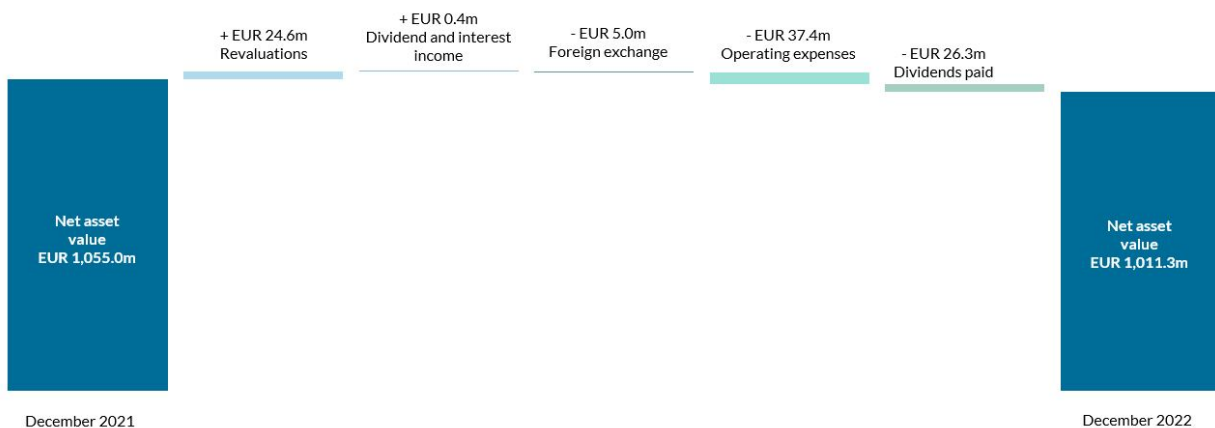 + EUR 24.6m
Revaluations
+ EUR 0.4m
Dividend and interest
income
- EUR 5.0m
Foreign exchange
- EUR 37.4m
Operating expenses
- EUR 26.3m
Dividends paid
Net asset
value
EUR 1,055.0m
Net asset
value
EUR 1,011.3m
December 2021
December 2022